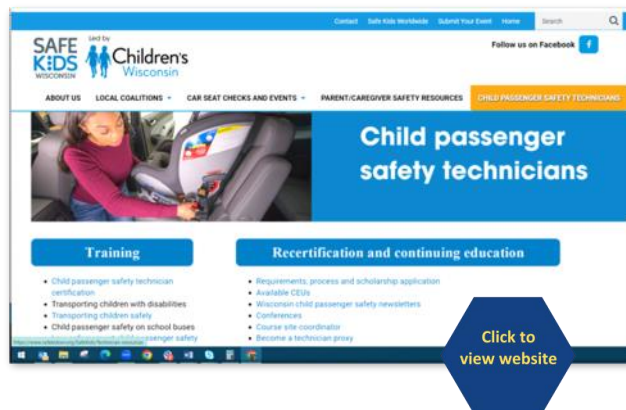 Contact Safe Kids Worldwide Submit Your Event Home Search
SAFE KIDS WISCONSIN
Led by
Children's
Wisconsin
Follow us on Facebook
ABOUT US LOCAL COALITIONS CAR SEAT CHECKS AND EVENTS PARENT/CAREGIVER SAFETY RESOURCES CHILD PASSENGER SAFETY TECHNICIANS
Child passenger
safety technicians
Training
Child passenger safety technician
certification
Transporting children with disabilities
Transporting children safely
Child passenger safety on school buses
child passenger safety
Recertification and continuing education
Requirements, process and scholarship application
Available CEUs
Wisconsin child passenger safety newsletters
Conferences
Course site coordinator
Become a technician proxy
Click to
view website